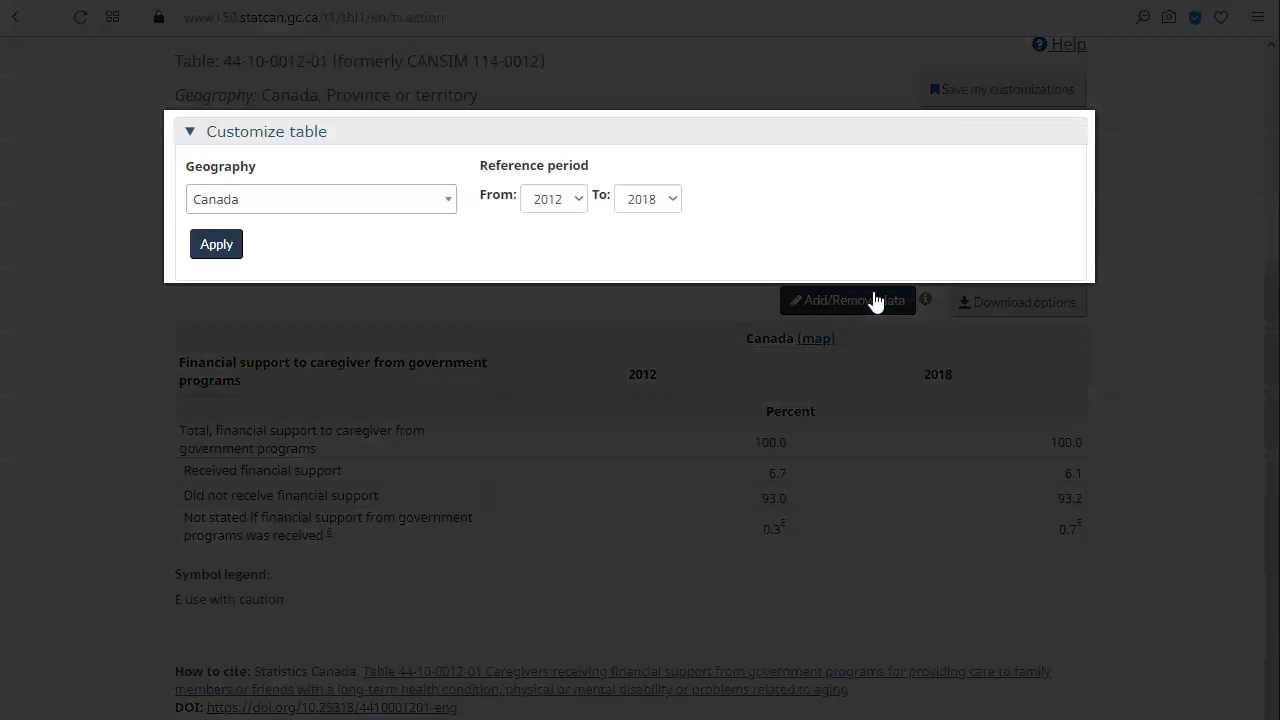 www150.statcan.gc.ca/t1/tbl1/en/tv.action
Help
Table: 44-10-0012-01 (formerly CANSIM 114-0012)
Geography: Canada, Province or territory
Save my customizations
Customize table
Geography
Reference period
Canada
From: 2012 To: 2018
Apply
Add/Remove data
Download options
Canada (map)
Financial support to caregiver from government
programs
2012 2018
Percent
Total, financial support to caregiver from
government programs
100.0 100.0
Received financial support 6.7 6.1
Did not receive financial support 93.0 93.2
Not stated if financial support from government
programs was received 6
0.3E 0.7E
Symbol legend:
E use with caution
How to cite: Statistics Canada. Table 44-10-0012-01 Caregivers receiving financial support from government programs for providing care to family
members or friends with a long-term health condition, physical or mental disability or problems related to aging
DOI: https://doi.org/10.25318/4410001201-eng